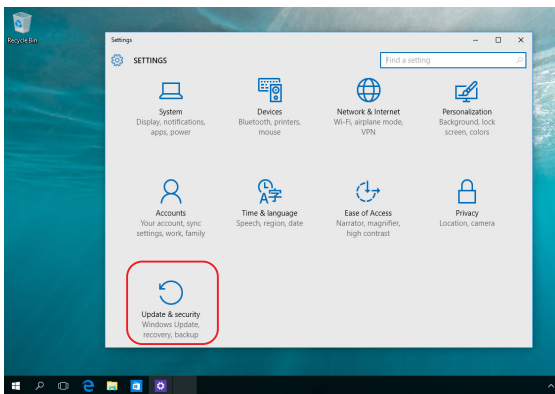 Recycle Bin
Settings
SETTINGS
Find a setting
System
Display, notifications,
apps, power
Devices
Bluetooth, printers,
mouse
Network & Internet
Wi-Fi, airplane mode,
VPN
Personalization
Background, lock
screen, colors
Accounts
Your account, sync
settings, work, family
A字
Time & language
Speech, region, date
Ease of Access
Narrator, magnifier,
high contrast
Privacy
Location, camera
Update & security
Windows Update,
recovery, backup